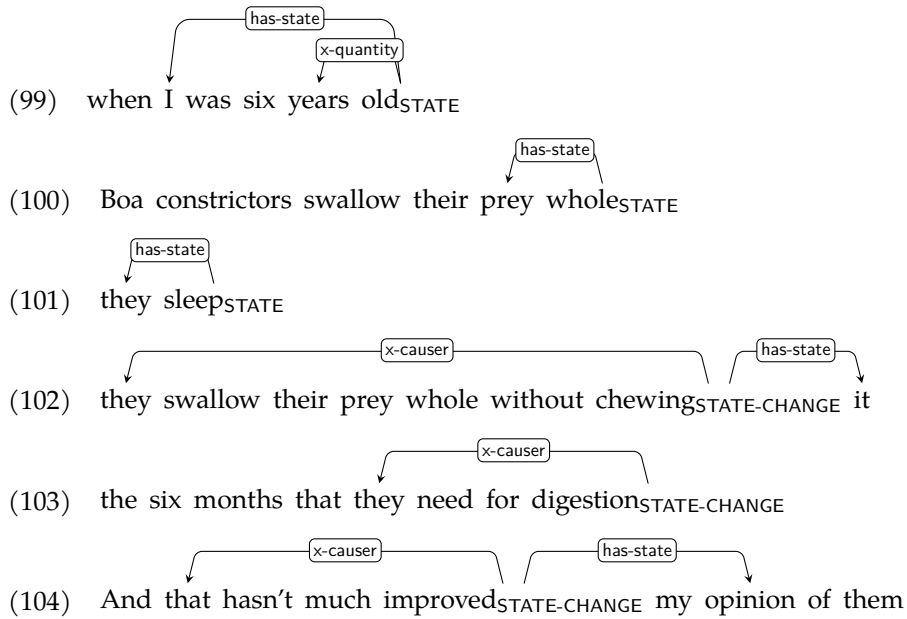 has-state
x-quantity
(99) when I was six years oldSTATE
has-state
(100) Boa constrictors swallow their prey wholeSTATE
has-state
(101) they sleepSTATE
x-causer has-state
(102) they swallow their prey whole without chewingSTATE-CHANGE it
x-causer
(103) the six months that they need for digestionSTATE-CHANGE
x-causer has-state
(104) And that hasn't much improvedSTATE-CHANGE my opinion of them